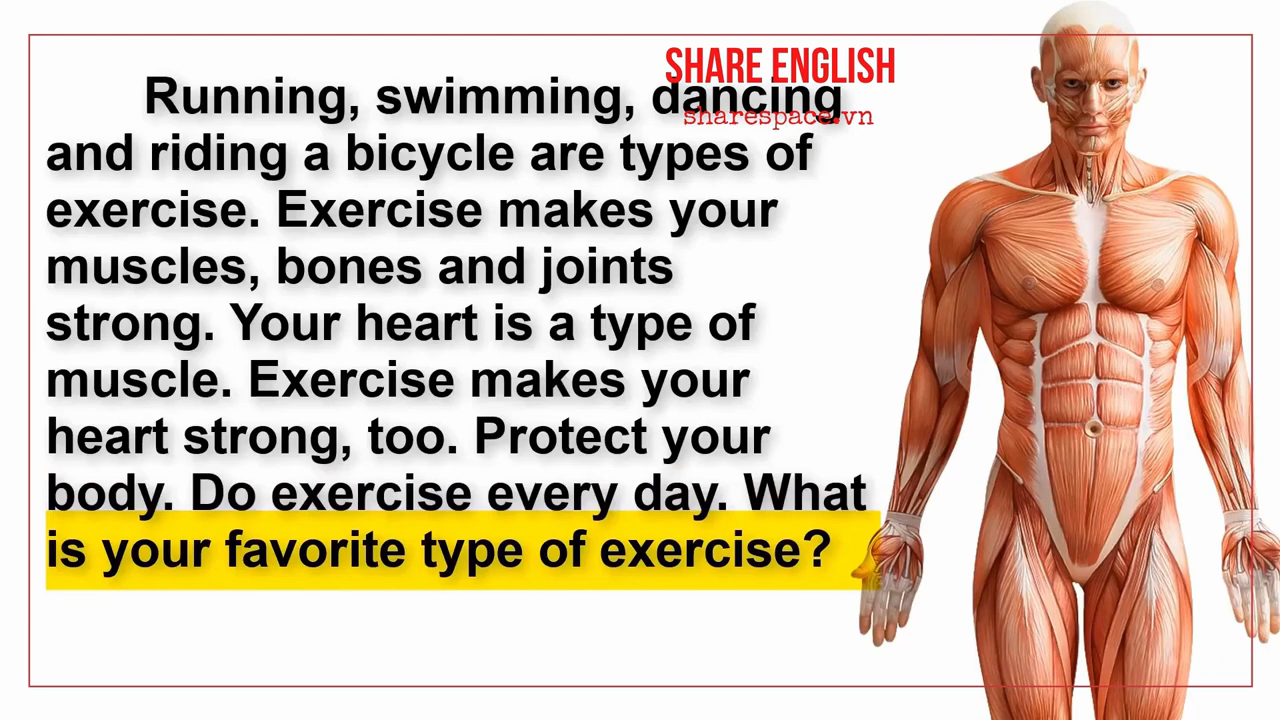 SHARE ENGLISH
sharespace.vn
Running, swimming, dancing
and riding a bicycle are types of
exercise. Exercise makes your
muscles, bones and joints
strong. Your heart is a type of
muscle. Exercise makes your
heart strong, too. Protect your
body. Do exercise every day. What
is your favorite type of exercise?